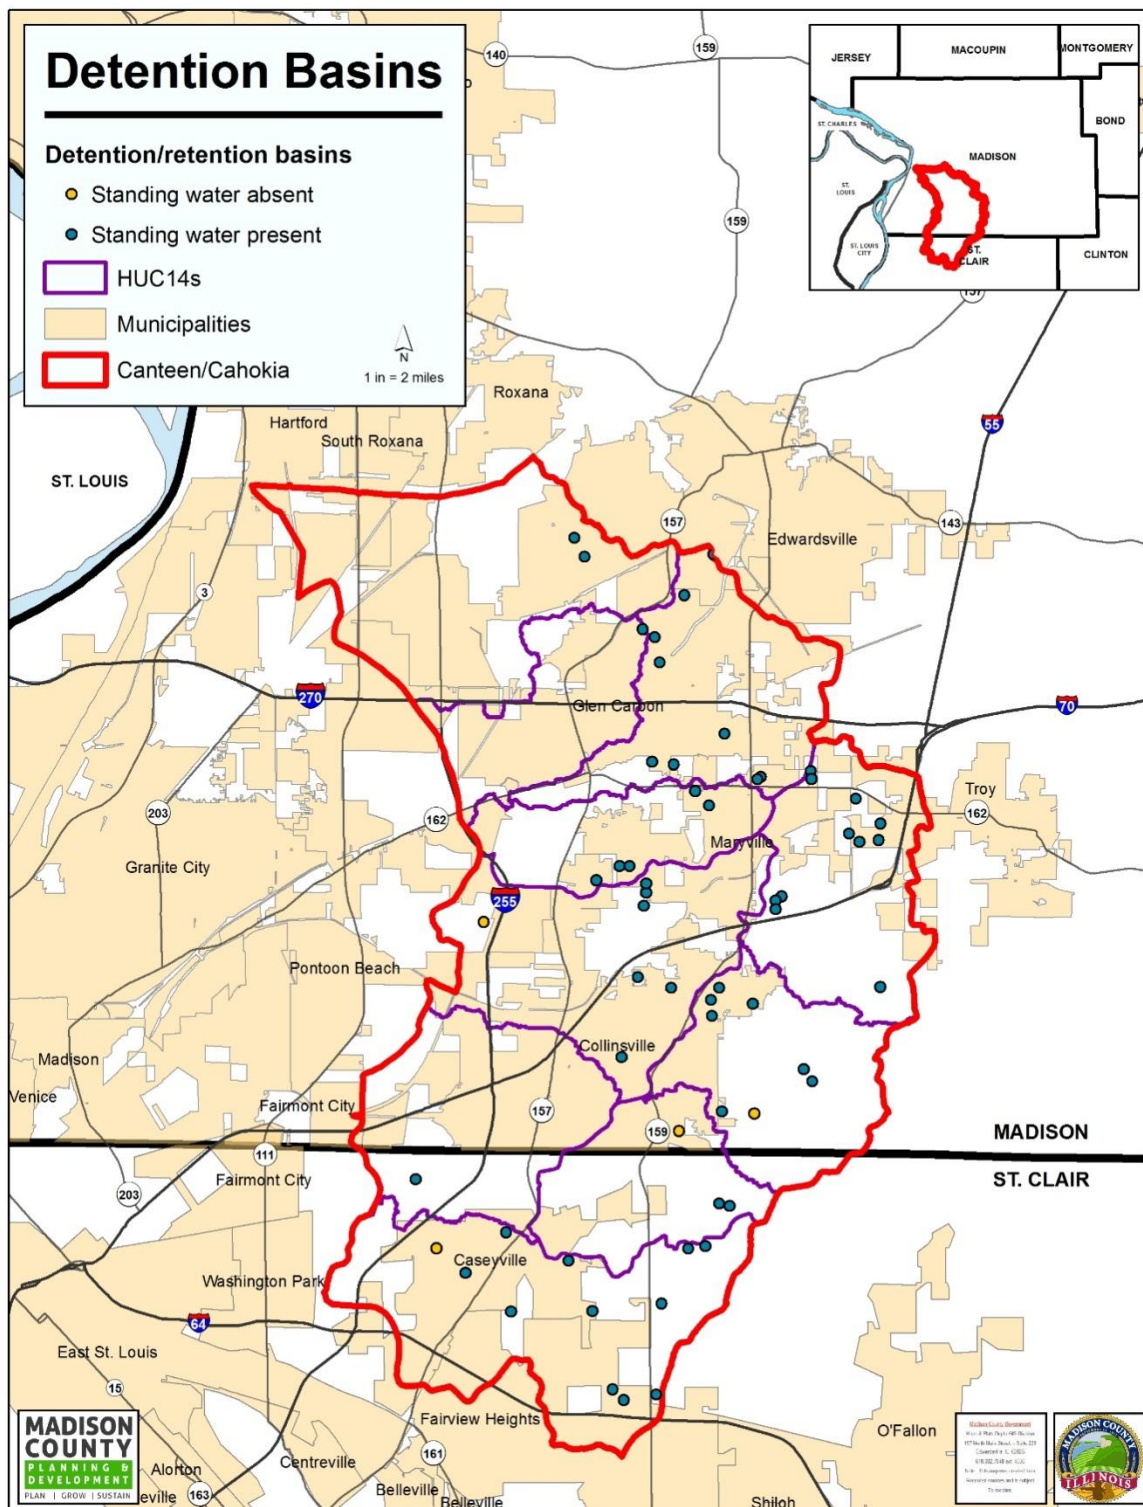 Detention Basins
Detention/retention basins
Standing water absent
Standing water present
HUC14s
Municipalities
Canteen/Cahokia
N
1 in = 2 miles
140
159
JERSEY
MACOUPIN
MONTGOMERY
BOND
ST. CHARLES
MADISON
ST.
LOUIS
ST. LOUIS
CITY
ST.
CLAIR
CLINTON
159
157
Roxana
Hartford
South Roxana
55
ST. LOUIS
157
143
Edwardsville
3
270
Glen Carbon
70
203
162
Troy
162
Granite City
Maryville
255
Pontoon Beach
Collinsville
Madison
Venice
Fairmont City
157
159
MADISON
111
ST. CLAIR
Fairmont City
203
Caseyville
Washington Park
64
East St. Louis
15
Fairview Heights
O'Fallon
MADISON
COUNTY
PLANNING &
DEVELOPMENT
PLAN | GROW | SUSTAIN
Alorton
Centreville
161
eville
163
Belleville
Belleville
Shiloh
Madison County Government
MADISON COUNTY
ILLINOIS